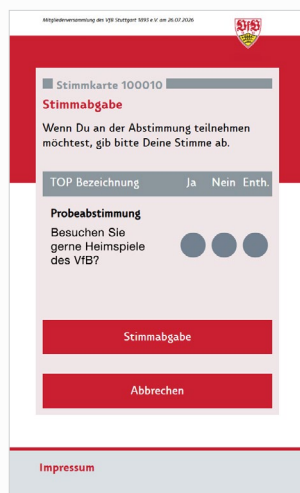 Mitgliederversammlung des VfB Stuttgart 1893 e.V. am 26.07.2026
VfB
Stimmkarte 100010
Stimmabgabe
Wenn Du an der Abstimmung teilnehmen
möchtest, gib bitte Deine Stimme ab.
TOP Bezeichnung Ja Nein Enth.
Probeabstimmung
Besuchen Sie
gerne Heimspiele
des VfB?
Stimmabgabe
Abbrechen
Impressum